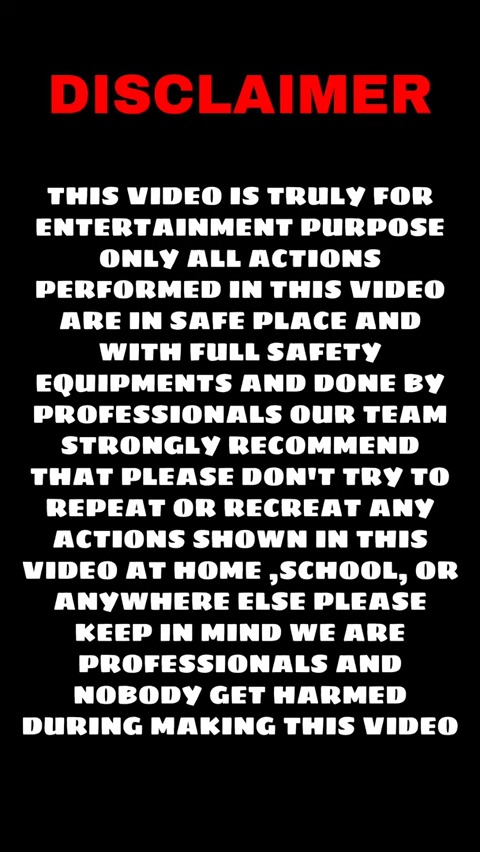 DISCLAIMER
THIS VIDEO IS TRULY FOR
ENTERTAINMENT PURPOSE
ONLY ALL ACTIONS
PERFORMED IN THIS VIDEO
ARE IN SAFE PLACE AND
WITH FULL SAFETY
EQUIPMENTS AND DONE BY
PROFESSIONALS OUR TEAM
STRONGLY RECOMMEND
THAT PLEASE DON'T TRY TO
REPEAT OR RECREAT ANY
ACTIONS SHOWN IN THIS
VIDEO AT HOME ,SCHOOL, OR
ANYWHERE ELSE PLEASE
KEEP IN MIND WE ARE
PROFESSIONALS AND
NOBODY GET HARMED
DURING MAKING THIS VIDEO